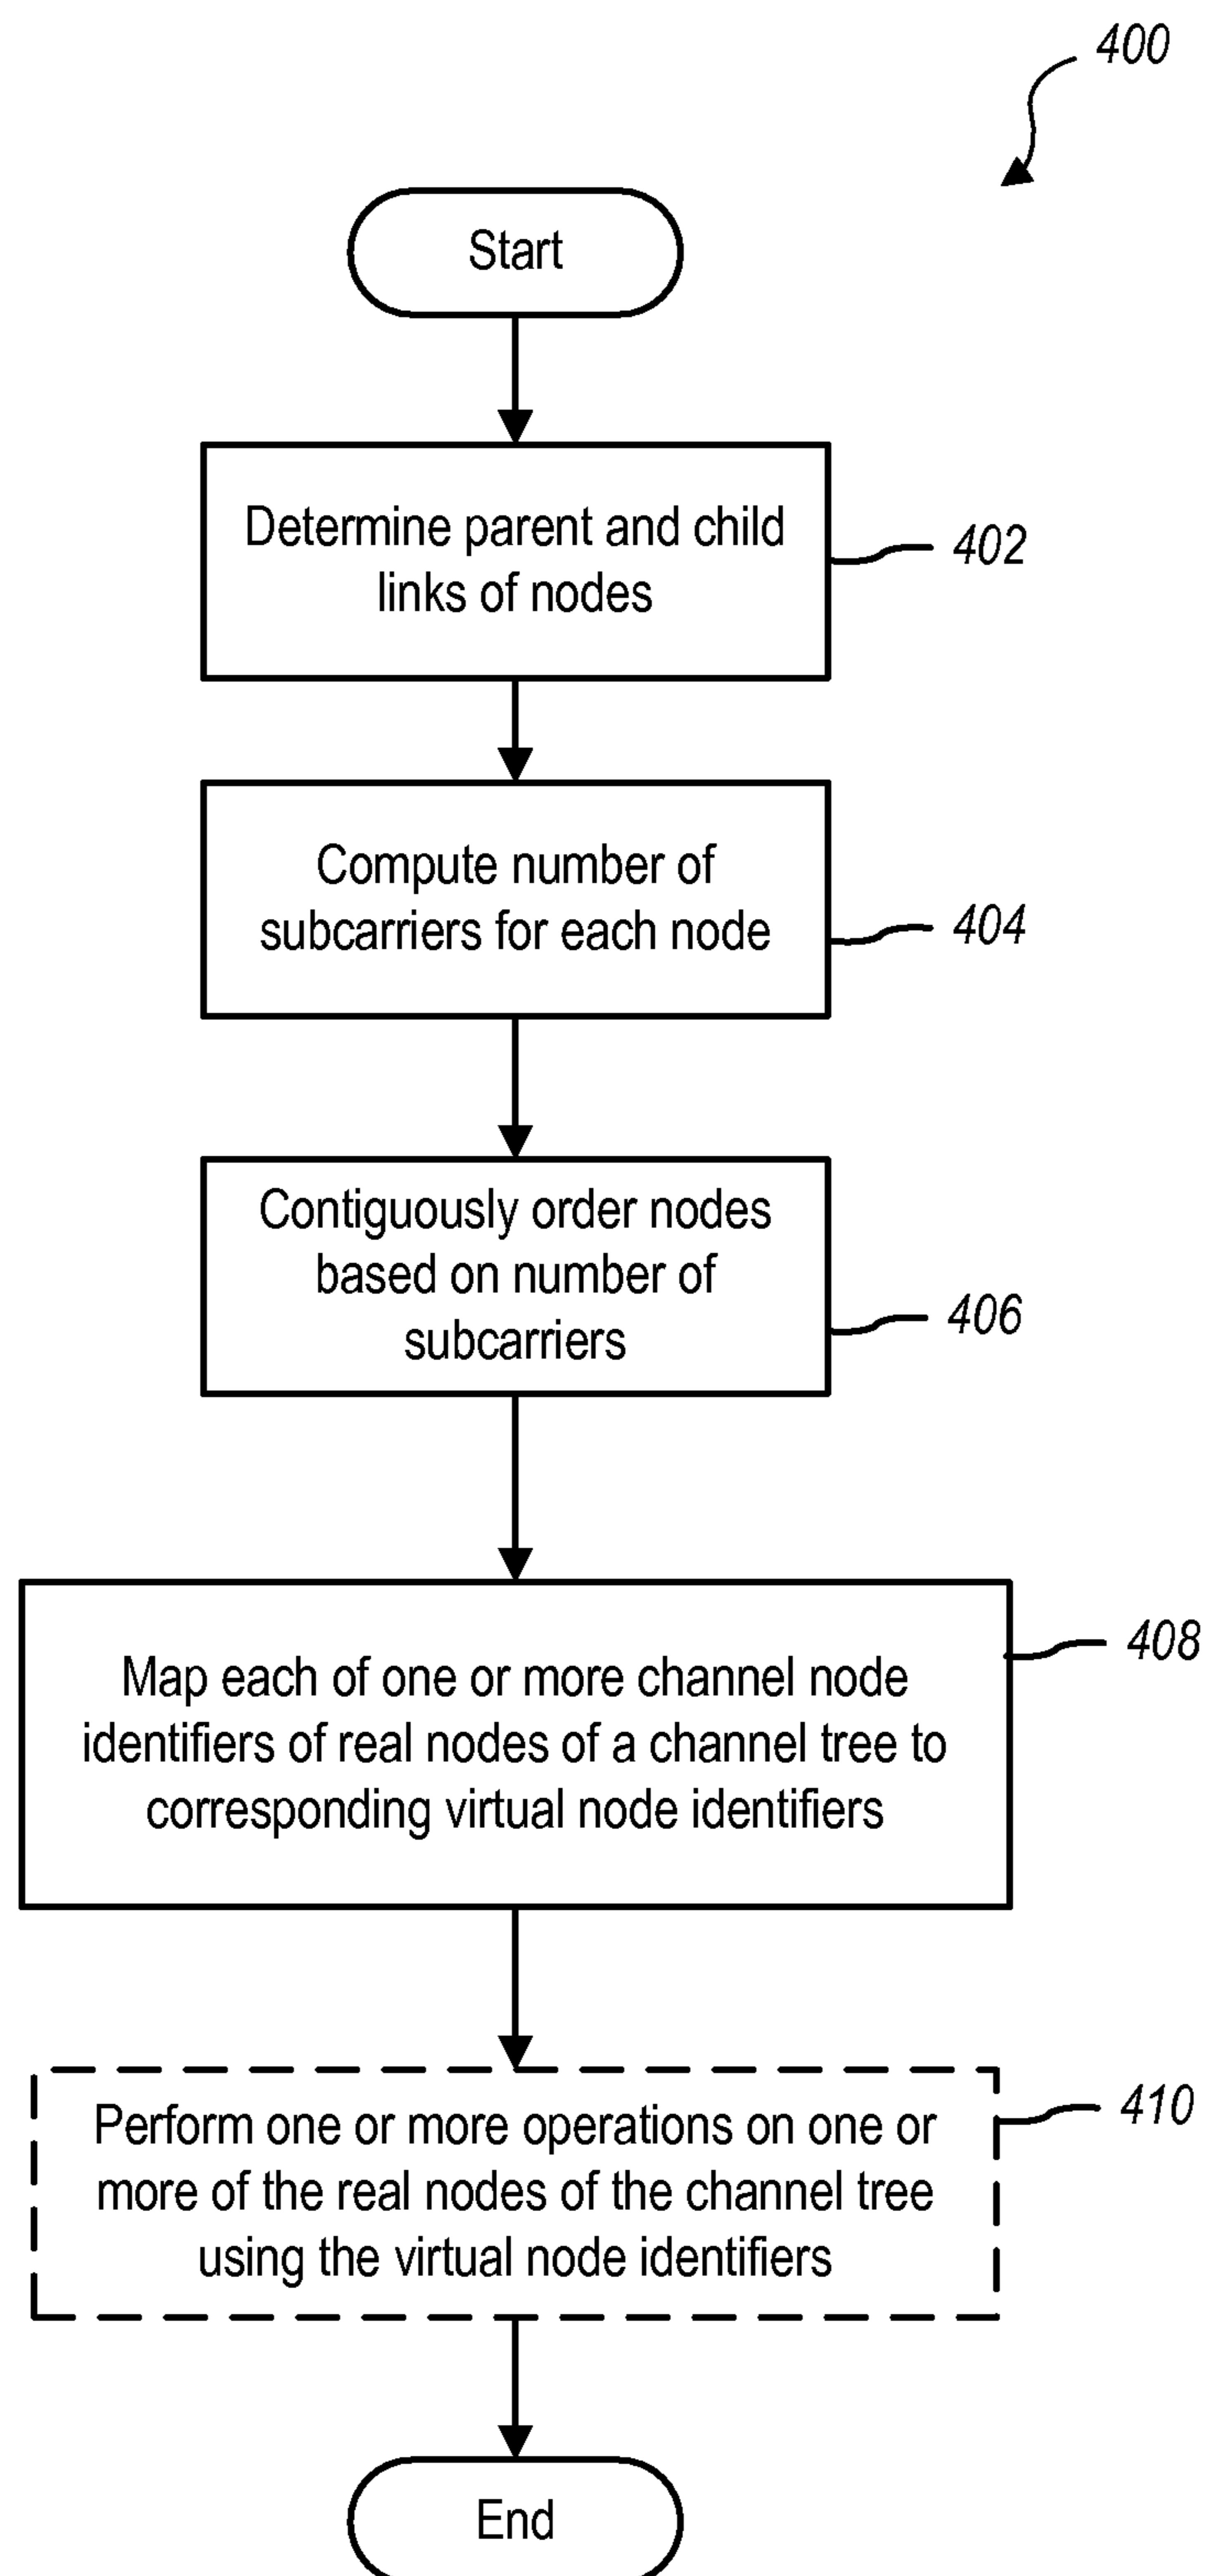 400
Start
Determine parent and child
links of nodes
402
Compute number of
subcarriers for each node
404
Contiguously order nodes
based on number of
subcarriers
406
Map each of one or more channel node
identifiers of real nodes of a channel tree to
corresponding virtual node identifiers
408
Perform one or more operations on one or
more of the real nodes of the channel tree
using the virtual node identifiers
410
End